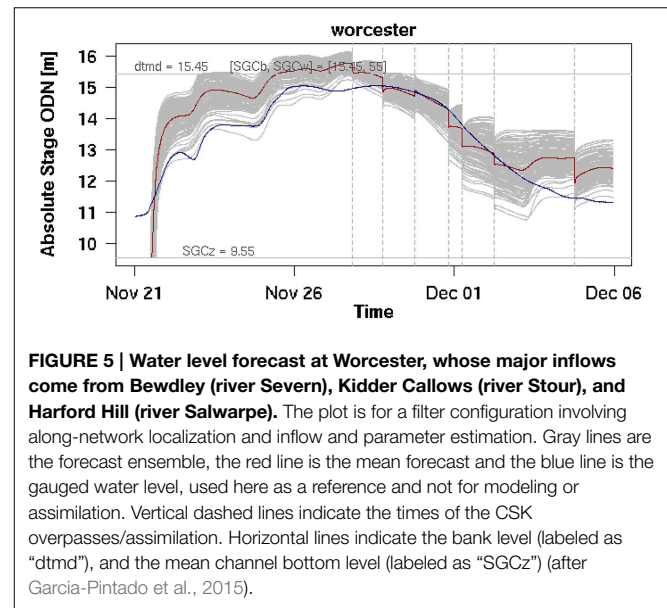 worcester
dtmd = 15.45 [SGCb, SGCw] = [15.45, 55]
16
15
14
13
12
11
10
Absolute Stage ODN [m]
SGCz = 9.55
Nov 21 Nov 26 Dec 01 Dec 06
Time
FIGURE 5 | Water level forecast at Worcester, whose major inflows
come from Bewdley (river Severn), Kidder Callows (river Stour), and
Harford Hill (river Salwarpe). The plot is for a filter configuration involving
along-network localization and inflow and parameter estimation. Gray lines are
the forecast ensemble, the red line is the mean forecast and the blue line is the
gauged water level, used here as a reference and not for modeling or
assimilation. Vertical dashed lines indicate the times of the CSK
overpasses/assimilation. Horizontal lines indicate the bank level (labeled as
“dtmd”), and the mean channel bottom level (labeled as “SGCz”) (after
Garcia-Pintado et al., 2015).